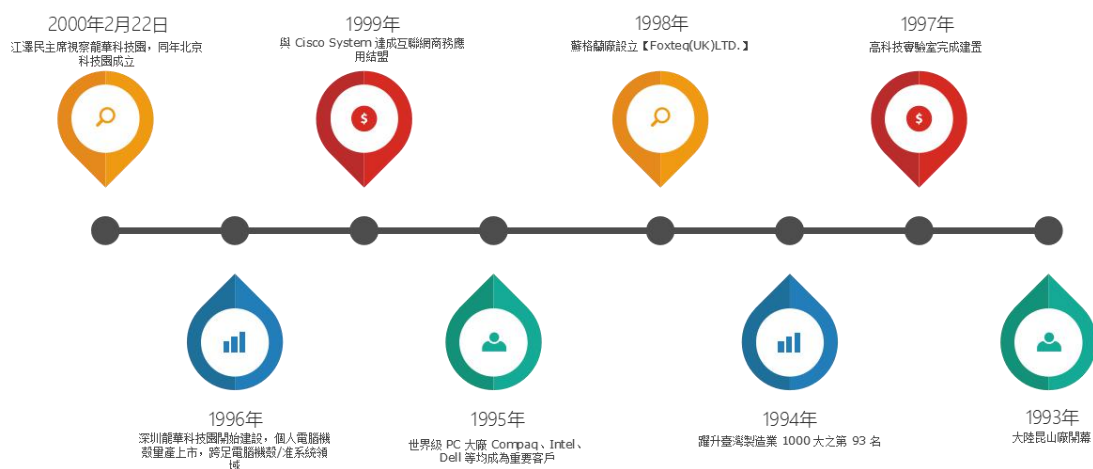 2000年2月22日
江澤民主席視察龍華科技園，同年北京
科技園成立
1999年
與 Cisco System 達成互聯網商務應
用結盟
1998年
蘇格蘭廠設立【Foxteq(UK)LTD.】
1997年
高科技實驗室完成建置
1996年
深圳龍華科技園開始建設，個人電腦機
殼量產上市，跨足電腦機殼/准系統領
域
1995年
世界級 PC 大廠 Compaq、Intel、
Dell 等均成為重要客戶
1994年
躍升臺灣製造業 1000 大之第 93 名
1993年
大陸昆山廠開幕